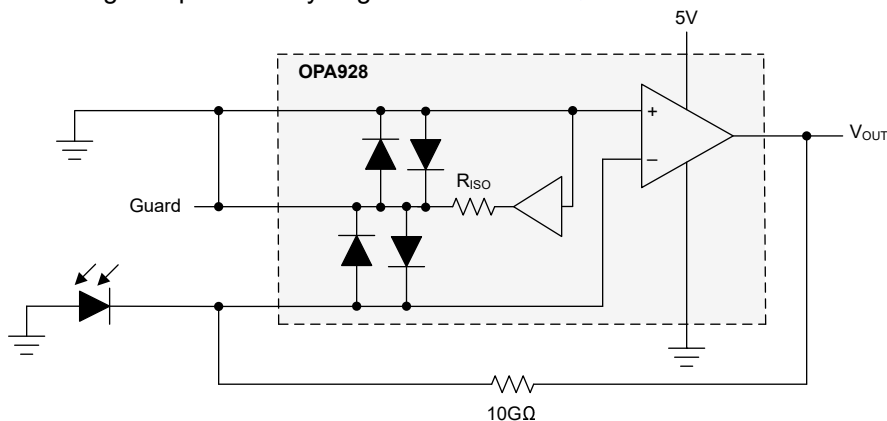 5V
OPA928
+
VOUT
RISO
−
Guard
10GΩ